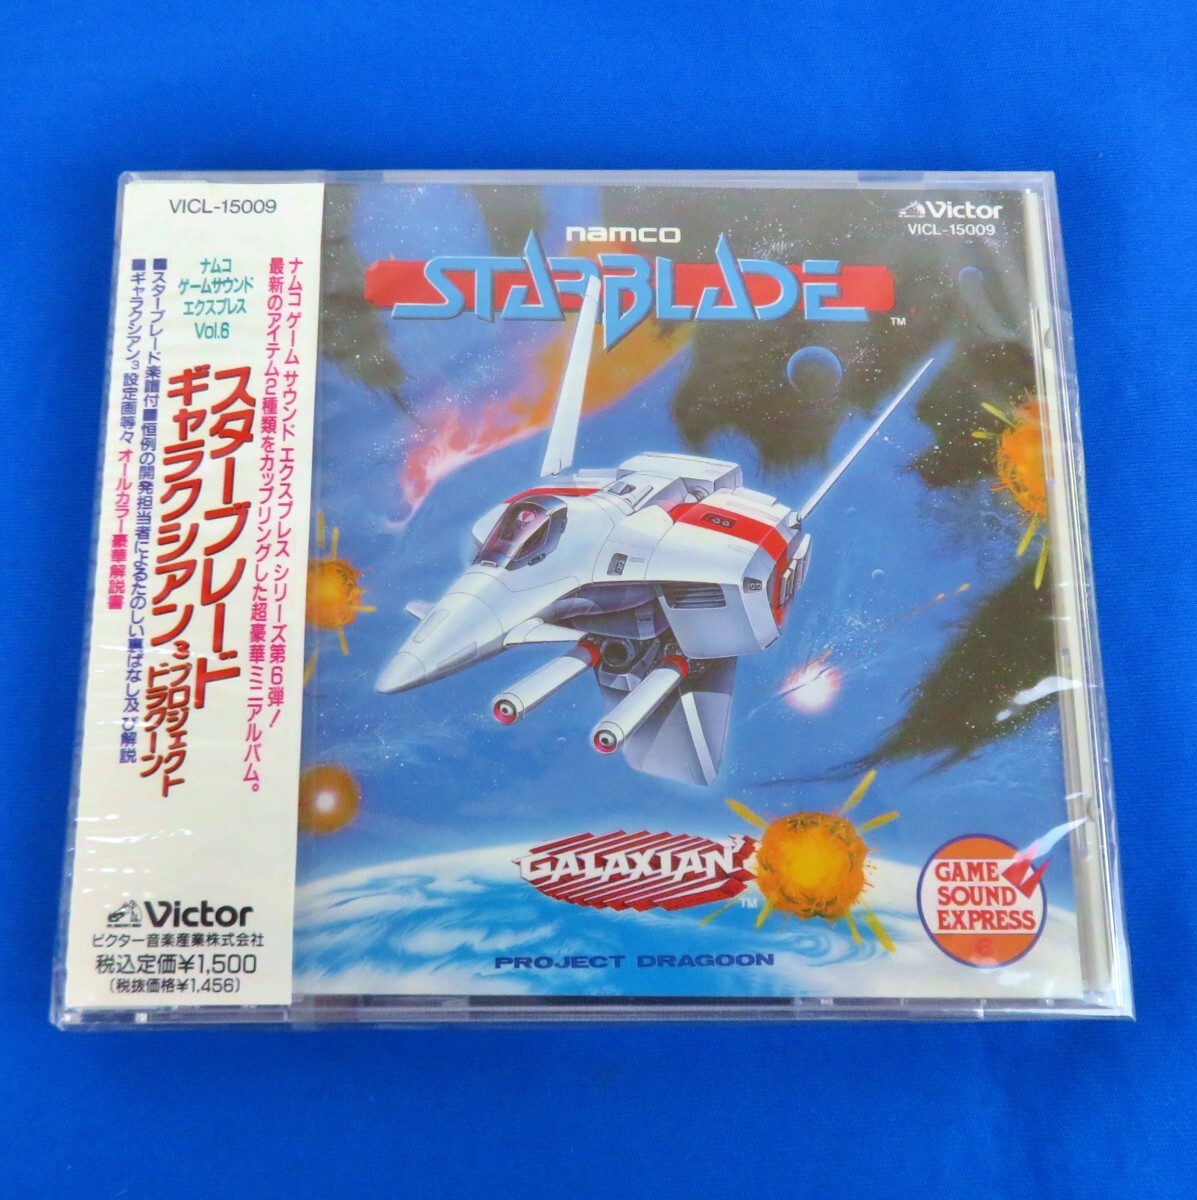 VICL-15009
ナムコ
ゲームサウンド
エクスプレス
Vol.6
ナムコ ゲーム サウンド エクスプレス シリーズ第6弾!
最新のアイテム2種類をカップリングした超豪華ミニアルバム。
スターブレード
ギャラクシアン3 プロジェクト
ドラグーン
■スターブレード楽譜付■恒例の開発担当者によるたのしい裏ばなし及び解説
■ギャラクシアン3設定画等々 オールカラー豪華解説書
Victor
ビクター音楽産業株式会社
税込定価¥1,500
(税抜価格¥1,456)
Victor
VICL-15009
namco
STARBLADE
TM
GALAXIAN3
TM
PROJECT DRAGOON
GAME
SOUND
EXPRESS
6